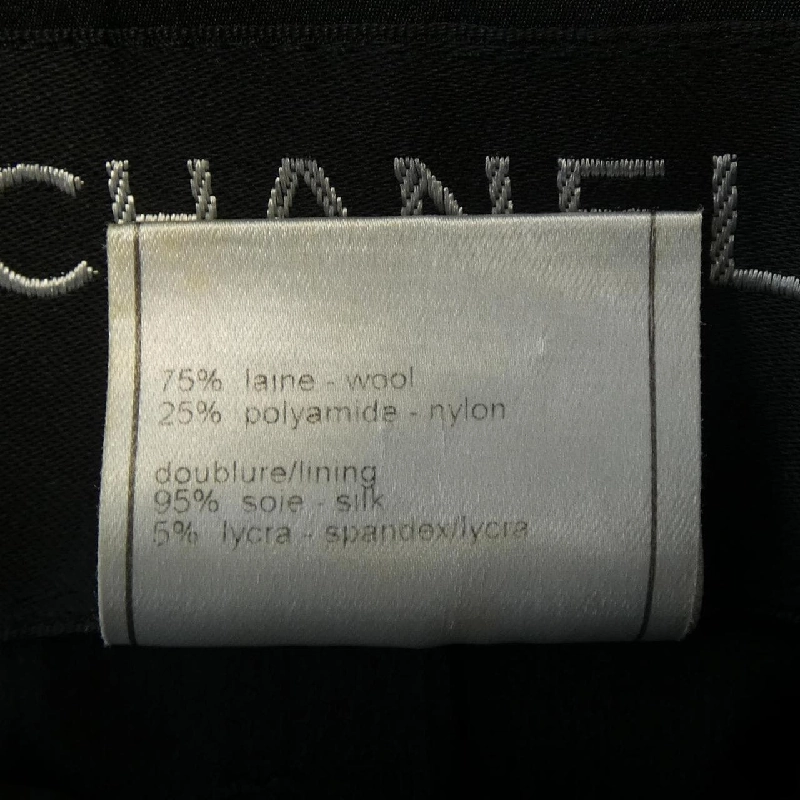 CHANEL
75% laine - wool
25% polyamide - nylon
doublure/lining
95% soie - silk
5% lycra - spandex/lycra